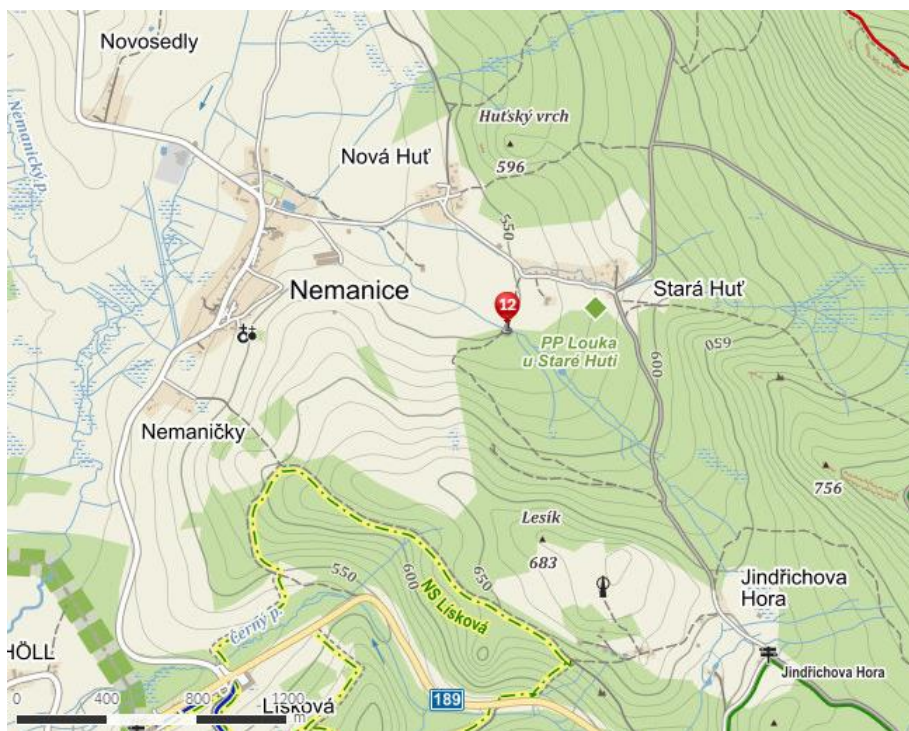 Novosedly
Nemanický p.
Huťský vrch
596
Nová Huť
550
Nemanice
12
Stará Huť
PP Louka
u Staré Huti
600
650
Nemaničky
756
Lesík
683
550
600
650
NS Lísková
Jindřichova
Hora
Černý p.
HÖLL
Jindřichova Hora
0 400 800 1200
m
189
Lísková